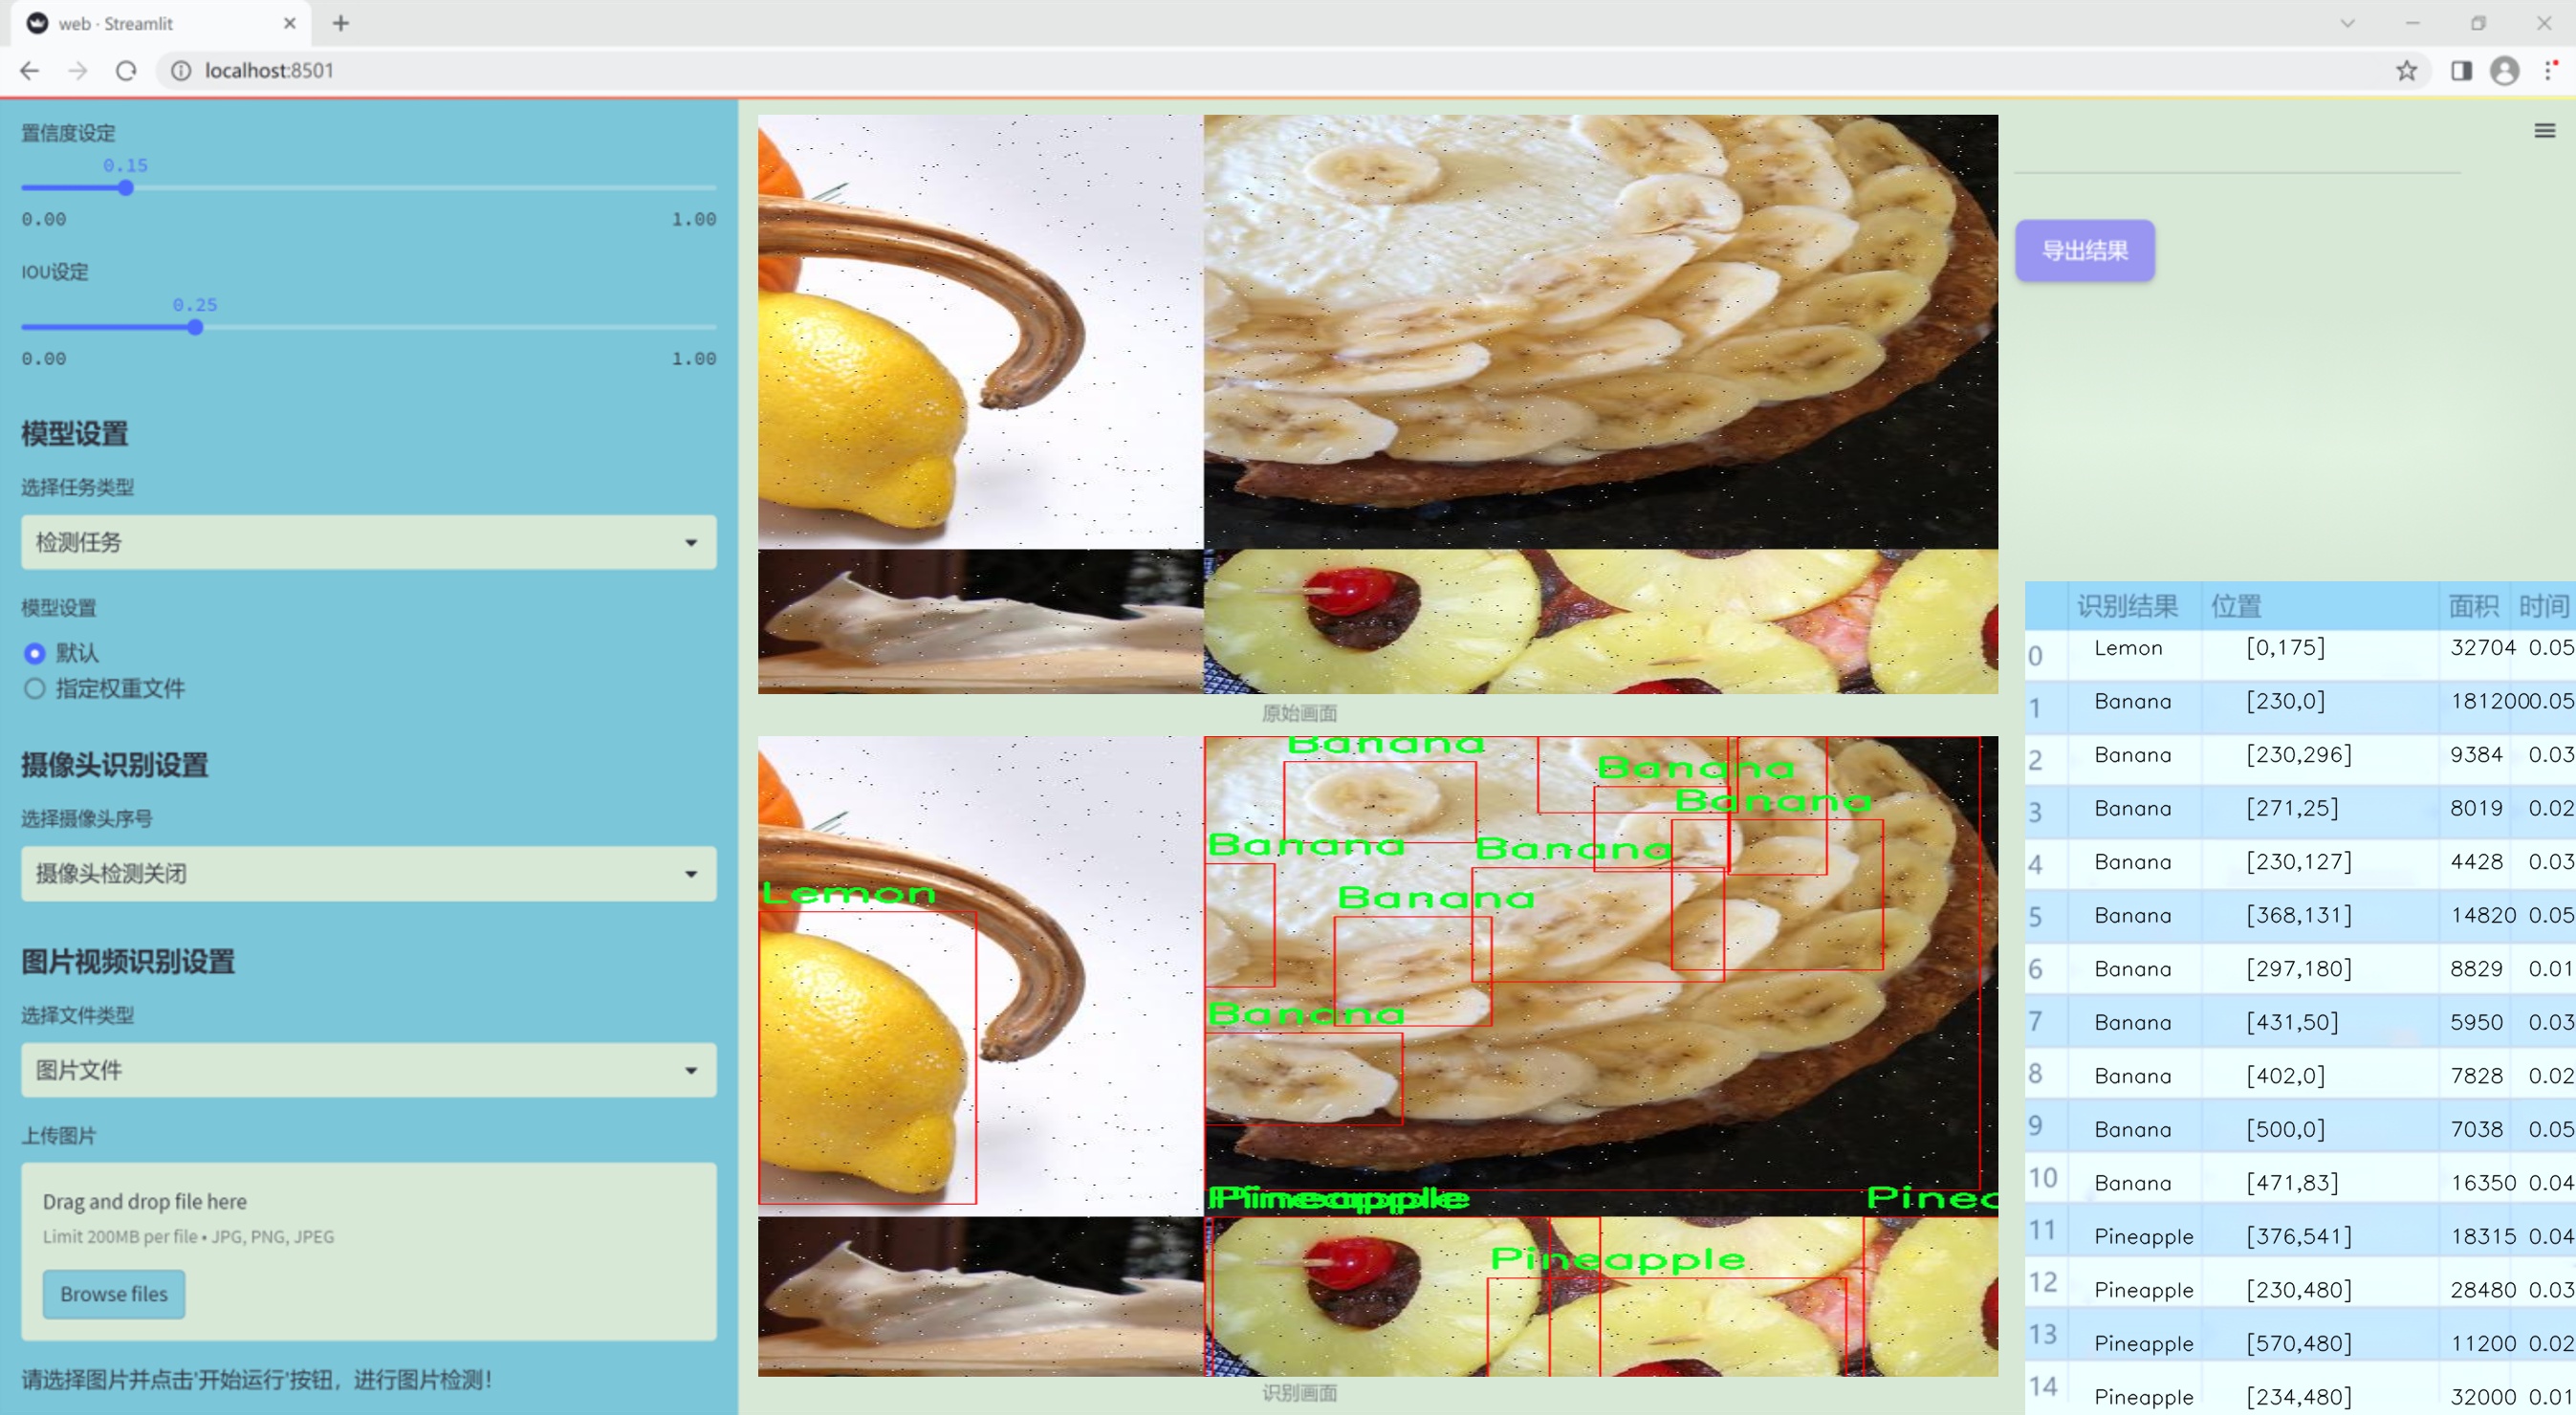 web · Streamlit
localhost:8501
置信度设定
0.15
0.00 1.00
IOU设定
0.25
0.00 1.00
模型设置
选择任务类型
检测任务
模型设置
默认
指定权重文件
摄像头识别设置
选择摄像头序号
摄像头检测关闭
图片视频识别设置
选择文件类型
图片文件
上传图片
Drag and drop file here
Limit 200MB per file • JPG, PNG, JPEG
Browse files
请选择图片并点击'开始运行'按钮，进行图片检测！
原始画面
Banana
Banana
Banana
Banana
Banana
Lemon
Banana
Banana
Pineapple
Pinea
Pineapple
识别画面
导出结果
识别结果 位置 面积 时间
0 Lemon [0,175] 32704 0.05
1 Banana [230,0] 181200 0.05
2 Banana [230,296] 9384 0.03
3 Banana [271,25] 8019 0.02
4 Banana [230,127] 4428 0.03
5 Banana [368,131] 14820 0.05
6 Banana [297,180] 8829 0.01
7 Banana [431,50] 5950 0.03
8 Banana [402,0] 7828 0.02
9 Banana [500,0] 7038 0.05
10 Banana [471,83] 16350 0.04
11 Pineapple [376,541] 18315 0.04
12 Pineapple [230,480] 28480 0.03
13 Pineapple [570,480] 11200 0.02
14 Pineapple [234,480] 32000 0.01